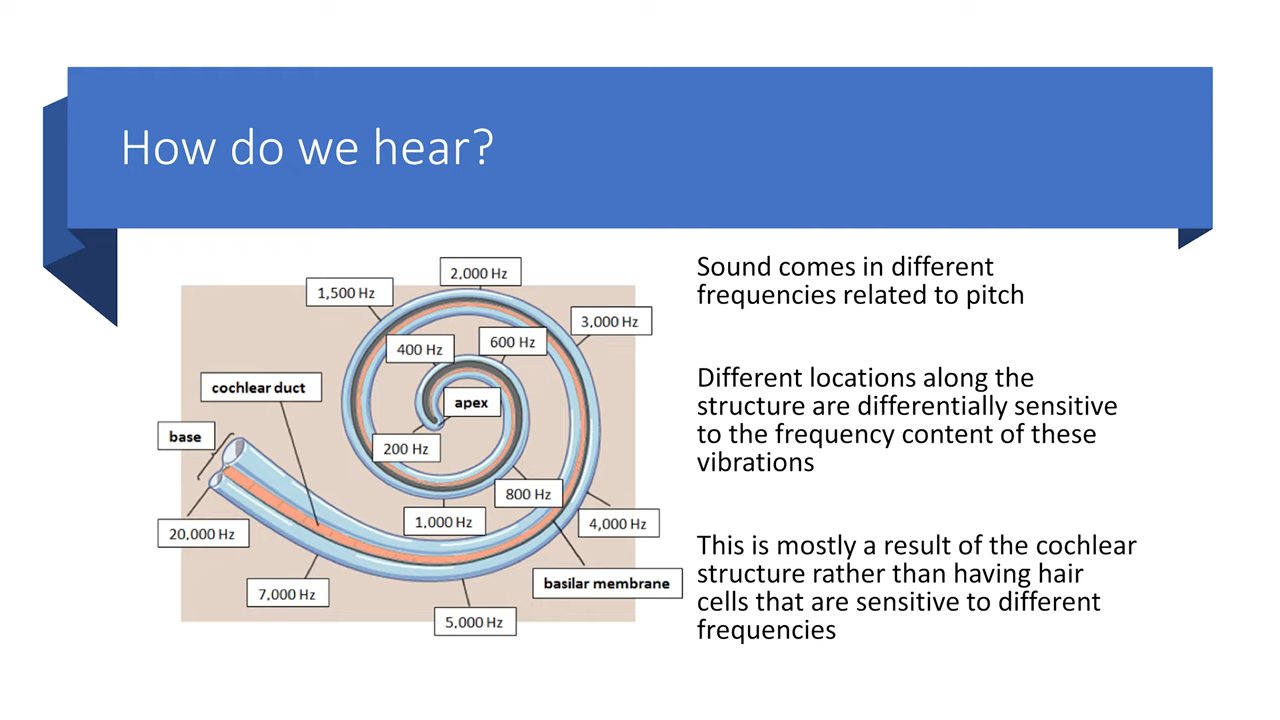 How do we hear?
2,000 Hz
1,500 Hz
3,000 Hz
600 Hz
400 Hz
cochlear duct
apex
base
200 Hz
800 Hz
1,000 Hz
4,000 Hz
20,000 Hz
basilar membrane
7,000 Hz
5,000 Hz
Sound comes in different
frequencies related to pitch
Different locations along the
structure are differentially sensitive
to the frequency content of these
vibrations
This is mostly a result of the cochlear
structure rather than having hair
cells that are sensitive to different
frequencies